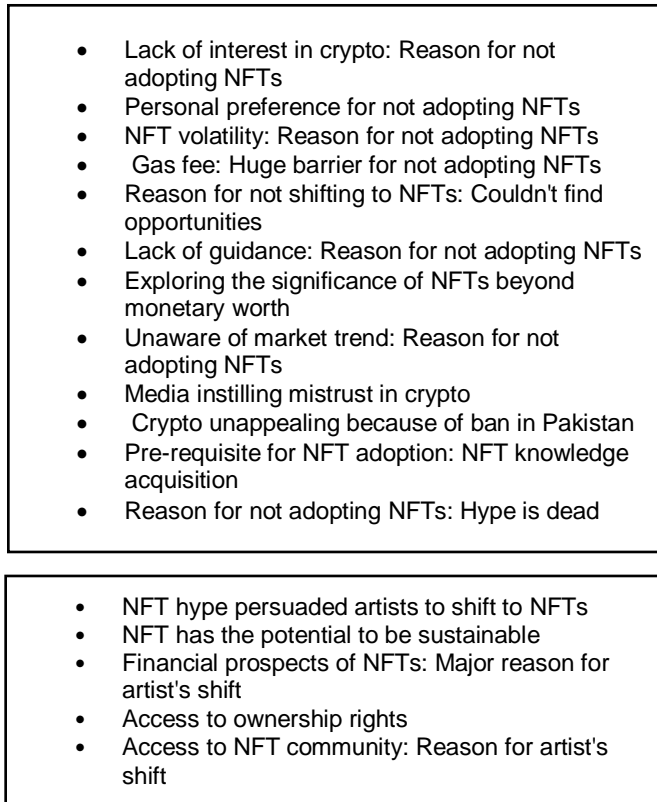 • Lack of interest in crypto: Reason for not
adopting NFTs
• Personal preference for not adopting NFTs
• NFT volatility: Reason for not adopting NFTs
• Gas fee: Huge barrier for not adopting NFTs
• Reason for not shifting to NFTs: Couldn't find
opportunities
• Lack of guidance: Reason for not adopting NFTs
• Exploring the significance of NFTs beyond
monetary worth
• Unaware of market trend: Reason for not
adopting NFTs
• Media instilling mistrust in crypto
• Crypto unappealing because of ban in Pakistan
• Pre-requisite for NFT adoption: NFT knowledge
acquisition
• Reason for not adopting NFTs: Hype is dead
• NFT hype persuaded artists to shift to NFTs
• NFT has the potential to be sustainable
• Financial prospects of NFTs: Major reason for
artist's shift
• Access to ownership rights
• Access to NFT community: Reason for artist's
shift